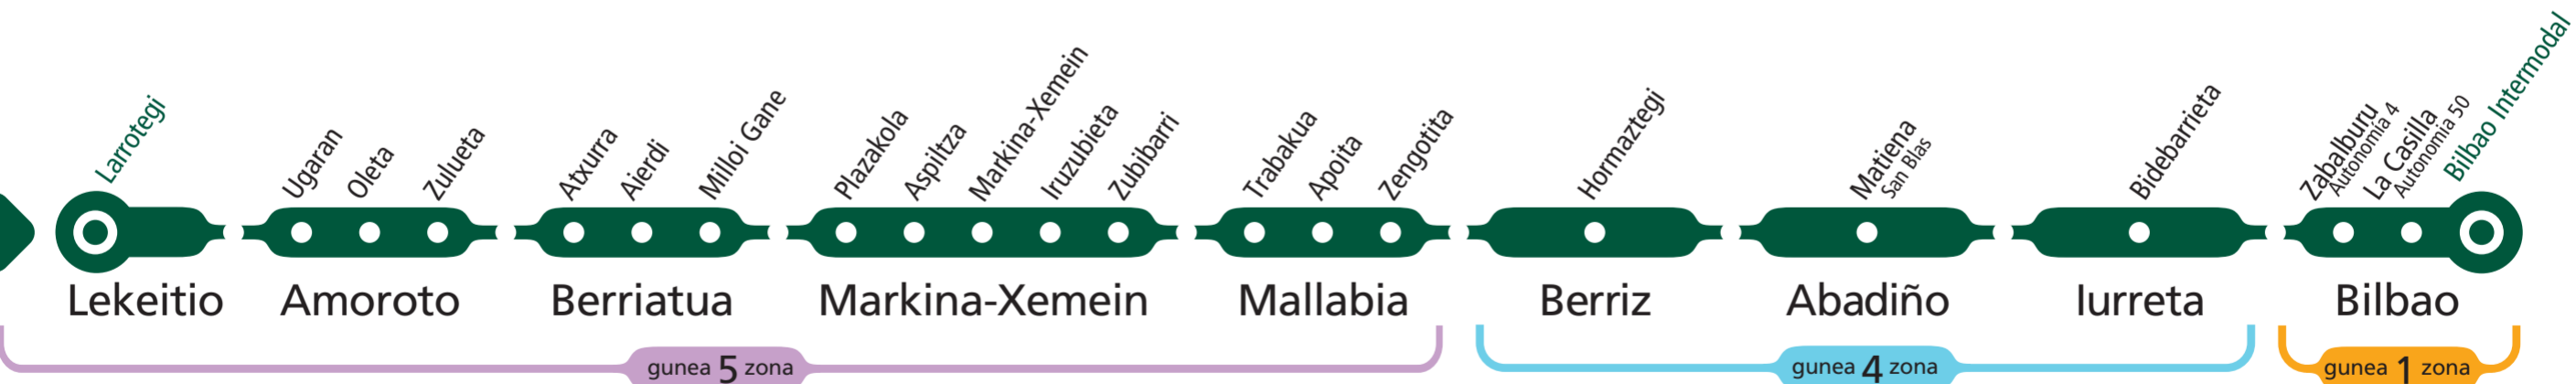 Larrotegi
Ugaran
Oleta
Zulueta
Atxurra
Aierdi
Milloi Gane
Plazakola
Aspiltza
Markina-Xemein
Iruzubieta
Zubibarri
Trabakua
Apoita
Zengotita
Hormaztegi
Matiena
San Blas
Bidebarrieta
Zabalburu
Autonomía 4
La Casilla
Autonomía 50
Bilbao Intermodal
Lekeitio
Amoroto
Berriatua
Markina-Xemein
Mallabia
Berriz
Abadiño
Iurreta
Bilbao
gunea 5 zona
gunea 4 zona
gunea 1 zona